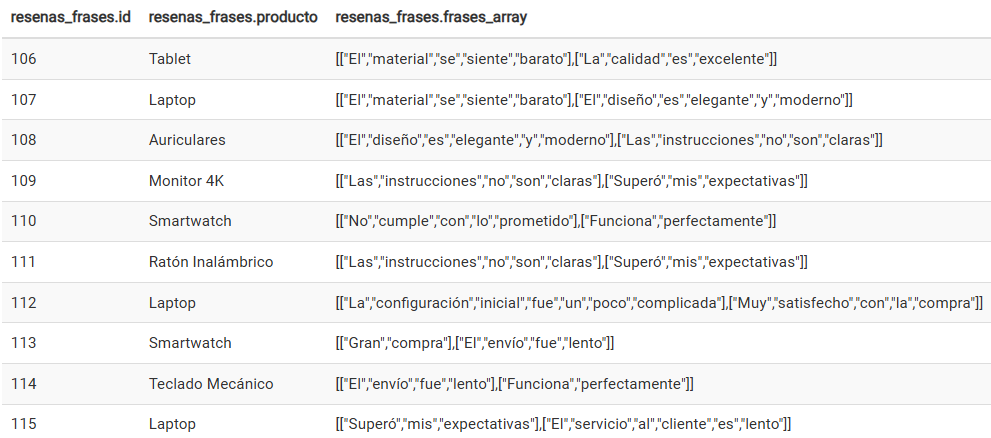 resenas_frases.id resenas_frases.producto resenas_frases.frases_array
106 Tablet [["El","material","se","siente","barato"],["La","calidad","es","excelente"]]
107 Laptop [["El","material","se","siente","barato"],["El","diseño","es","elegante","y","moderno"]]
108 Auriculares [["El","diseño","es","elegante","y","moderno"],["Las","instrucciones","no","son","claras"]]
109 Monitor 4K [["Las","instrucciones","no","son","claras"],["Superó","mis","expectativas"]]
110 Smartwatch [["No","cumple","con","lo","prometido"],["Funciona","perfectamente"]]
111 Ratón Inalámbrico [["Las","instrucciones","no","son","claras"],["Superó","mis","expectativas"]]
112 Laptop [["La","configuración","inicial","fue","un","poco","complicada"],["Muy","satisfecho","con","la","compra"]]
113 Smartwatch [["Gran","compra"],["El","envío","fue","lento"]]
114 Teclado Mecánico [["El","envío","fue","lento"],["Funciona","perfectamente"]]
115 Laptop [["Superó","mis","expectativas"],["El","servicio","al","cliente","es","lento"]]